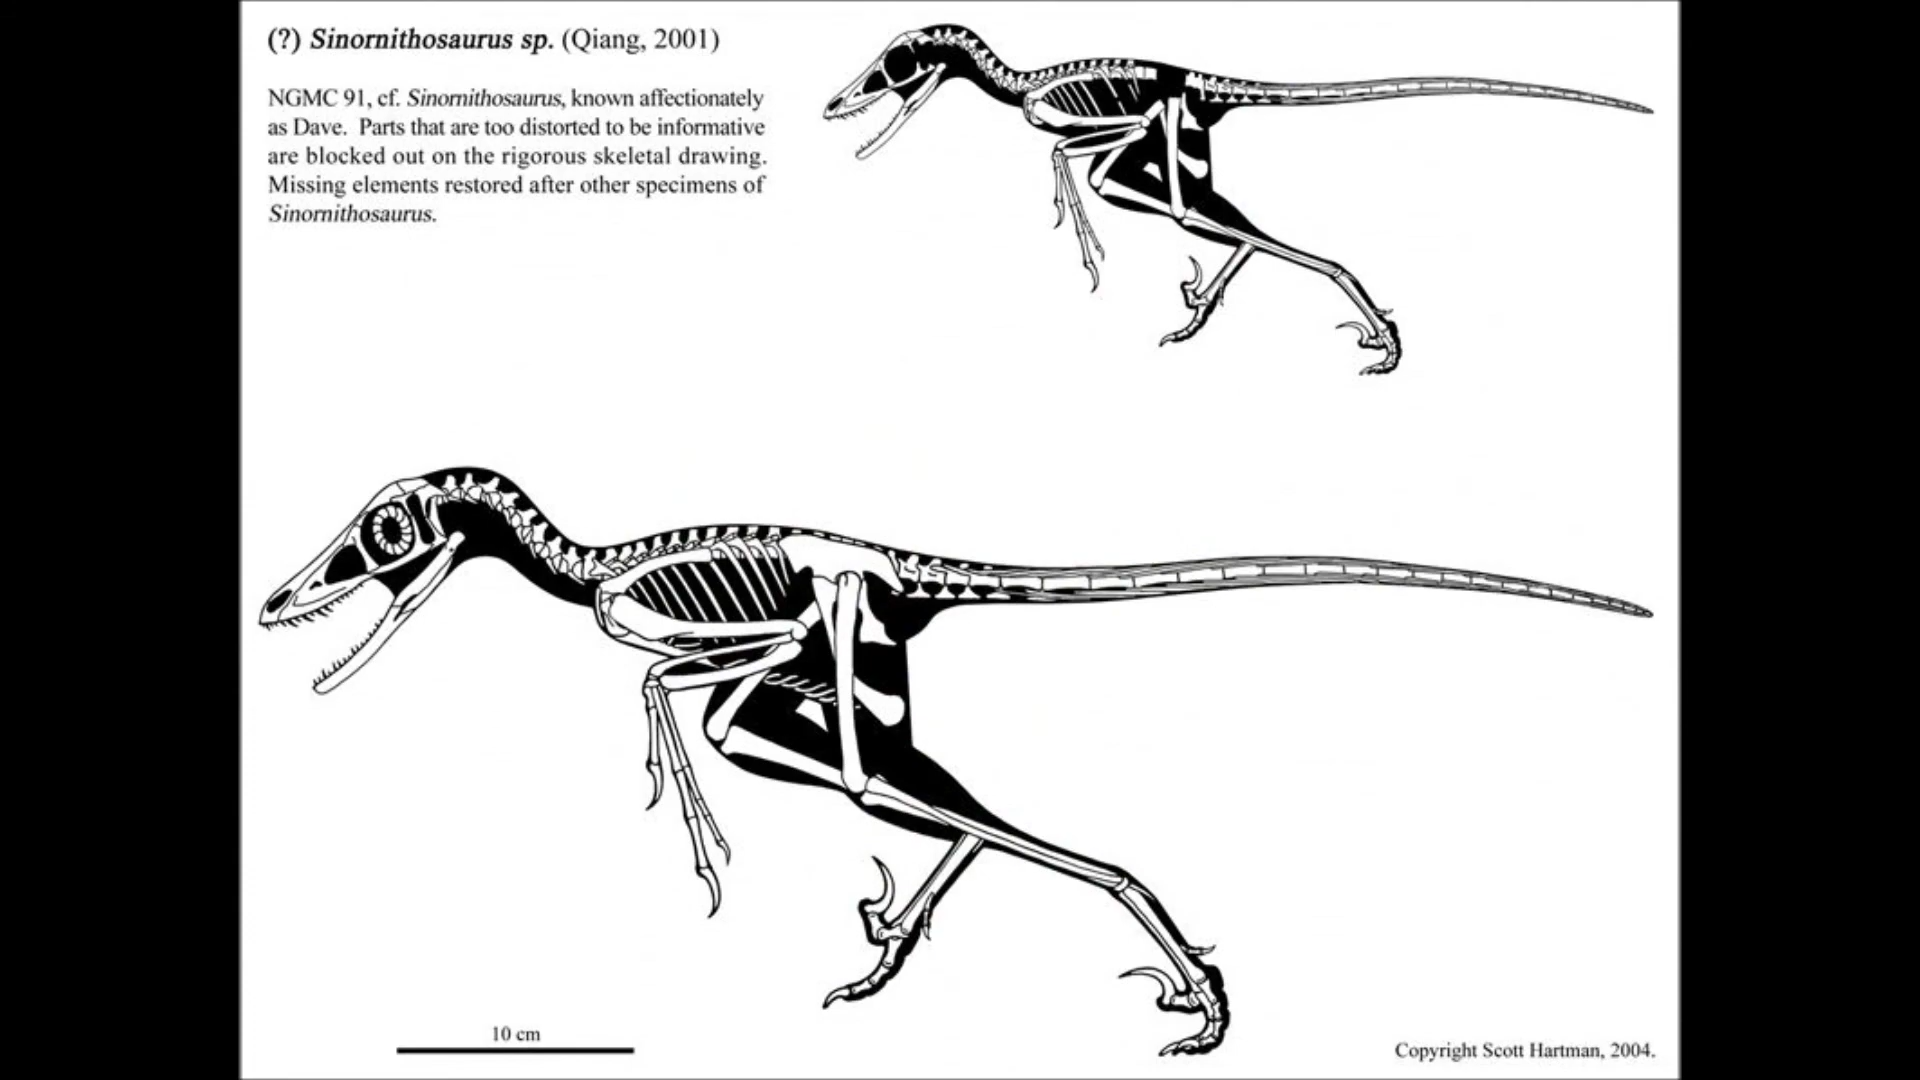 (?) Sinornithosaurus sp. (Qiang, 2001)
NGMC 91, cf. Sinornithosaurus, known affectionately
as Dave. Parts that are too distorted to be informative
are blocked out on the rigorous skeletal drawing.
Missing elements restored after other specimens of
Sinornithosaurus.
10 cm
Copyright Scott Hartman, 2004.